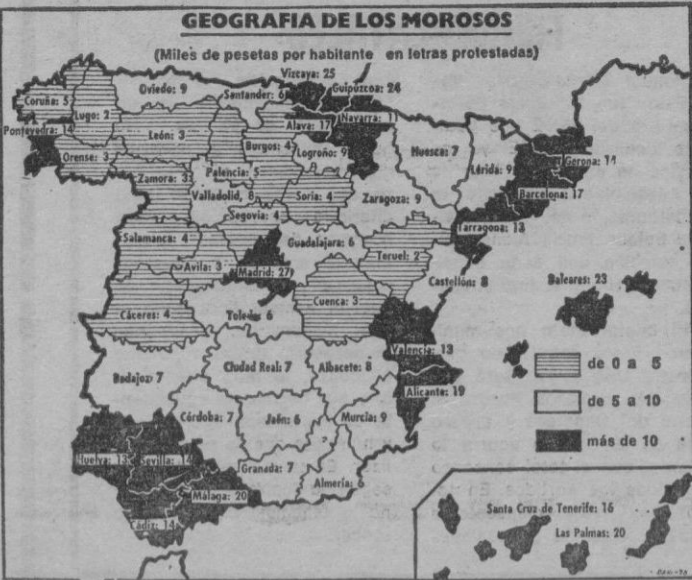 GEOGRAFIA DE LOS MOROSOS
(Miles de pesetas por habitante en letras protestadas)
Vizcaya: 25
Oviedo: 9
Santander: 6
Guipúzcoa: 24
Coruña: 5
Lugo: 2
Alava: 17
Navarra: 11
Pontevedra: 14
León: 3
Burgos: 4
Logroño: 9
Huesca: 7
Lérida: 9
Gerona: 14
Orense: 3
Palencia: 5
Zamora: 3
Valladolid, 8
Soria: 4
Zaragoza: 9
Barcelona: 17
Segovia: 4
Tarragona: 13
Salamanca: 4
Guadalajara: 6
Teruel: 2
Avila: 3
Madrid: 27
Castellón: 8
Baleares: 23
Cáceres: 4
Toledo: 6
Cuenca: 3
Valencia: 13
de 0 a 5
Badajoz: 7
Ciudad Real: 7
Albacete: 8
Alicante: 19
de 5 a 10
Córdoba: 7
Jaén: 6
Murcia: 9
más de 10
Huelva: 13
Sevilla: 14
Granada: 7
Almería: 6
Málaga: 20
Cádiz: 14
Santa Cruz de Tenerife: 16
Las Palmas: 20